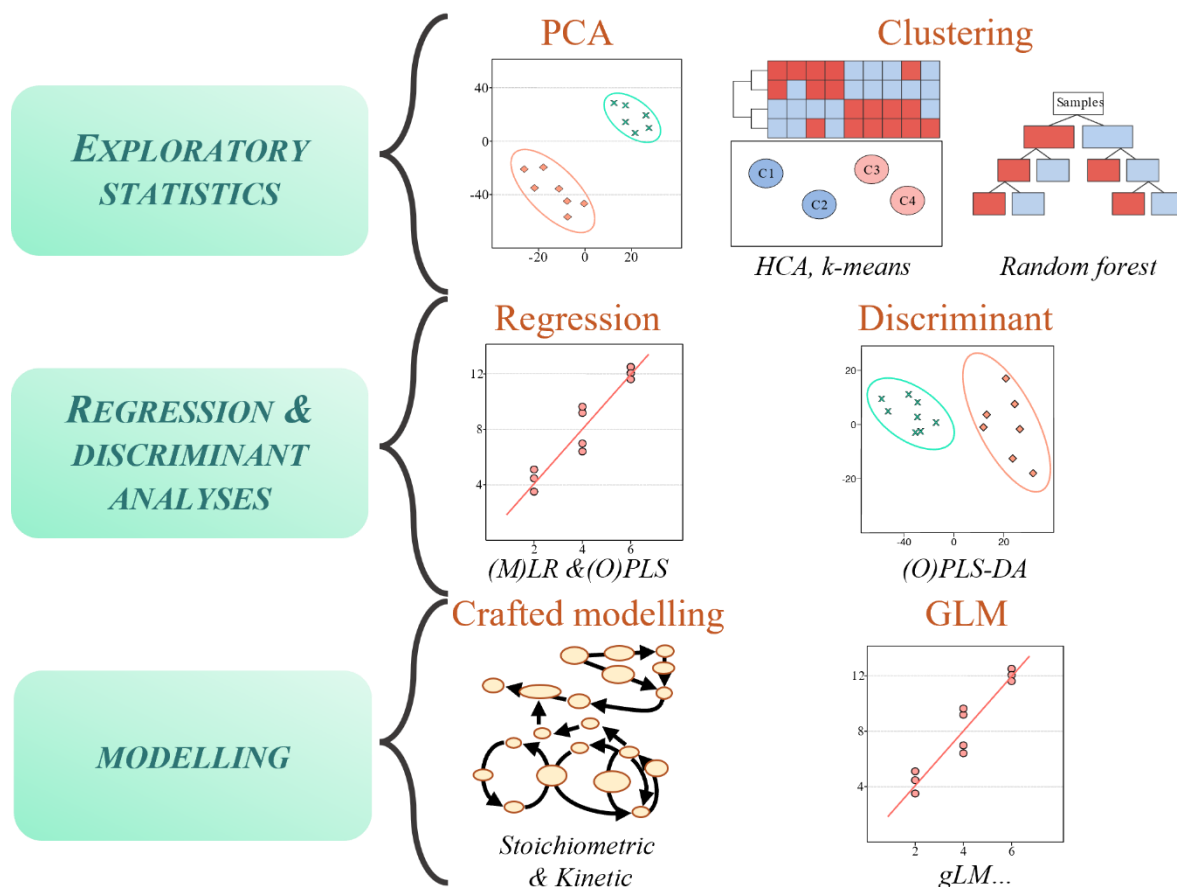 EXPLORATORY
STATISTICS
PCA
40
0
-40
-20
0
20
Clustering
C1
C2
C3
C4
HCA, k-means
Samples
Random forest
REGRESSION &
DISCRIMINANT
ANALYSES
Regression
12
8
4
2
4
6
(M)LR &(O)PLS
Discriminant
20
0
-20
-40
0
20
(O)PLS-DA
MODELLING
Crafted modelling
Stoichiometric
& Kinetic
GLM
12
8
4
2
4
6
gLM...